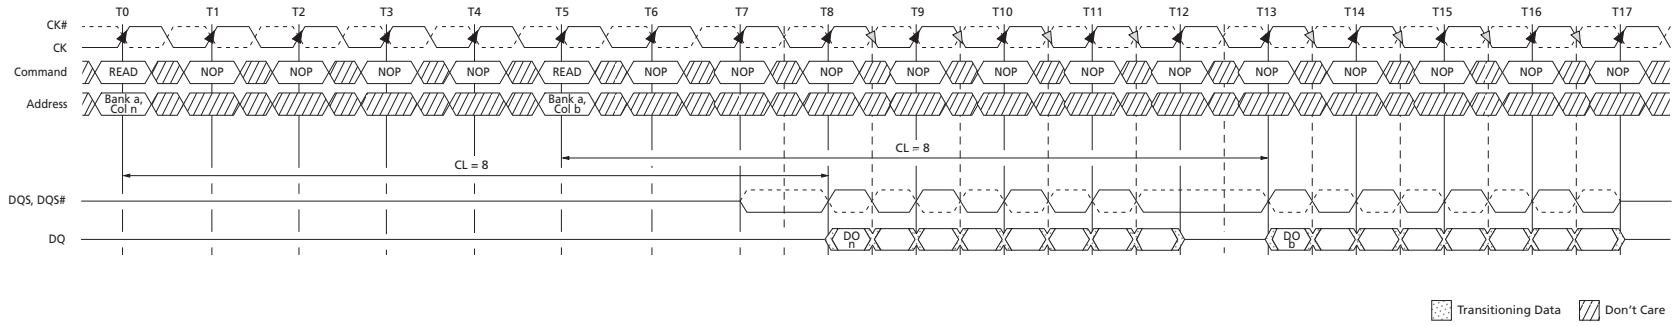 T0 T1 T2 T3 T4 T5 T6 T7 T8 T9 T10 T11 T12 T13 T14 T15 T16 T17
CK#
CK
Command READ NOP NOP NOP NOP READ NOP NOP NOP NOP NOP NOP NOP NOP NOP NOP NOP NOP
Address Bank a, Col n Bank a, Col b
CL = 8
CL = 8
DQS, DQS#
DQ DO n DO b
Transitioning Data Don't Care